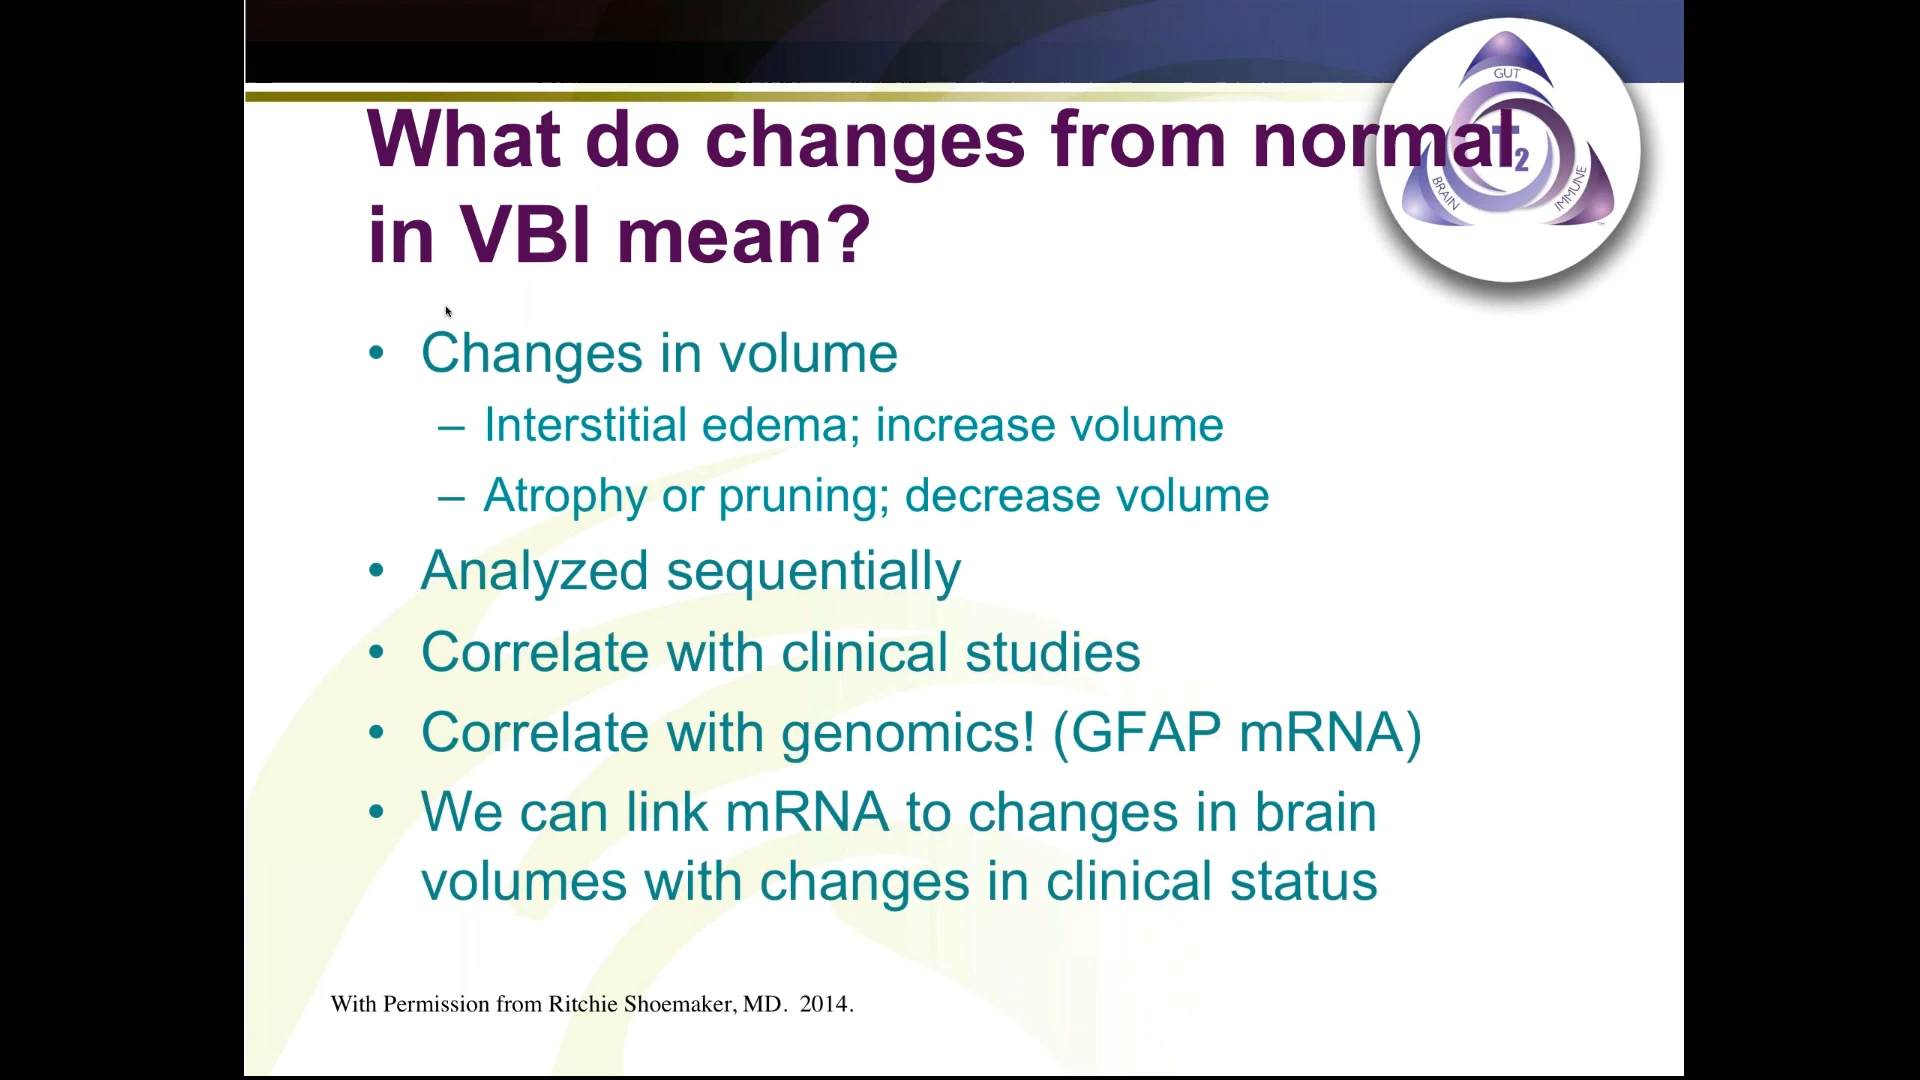 GUT
What do changes from normal
2
BRAIN
IMMUNE
™
in VBI mean?
• Changes in volume
– Interstitial edema; increase volume
– Atrophy or pruning; decrease volume
• Analyzed sequentially
• Correlate with clinical studies
• Correlate with genomics! (GFAP mRNA)
• We can link mRNA to changes in brain
volumes with changes in clinical status
With Permission from Ritchie Shoemaker, MD. 2014.